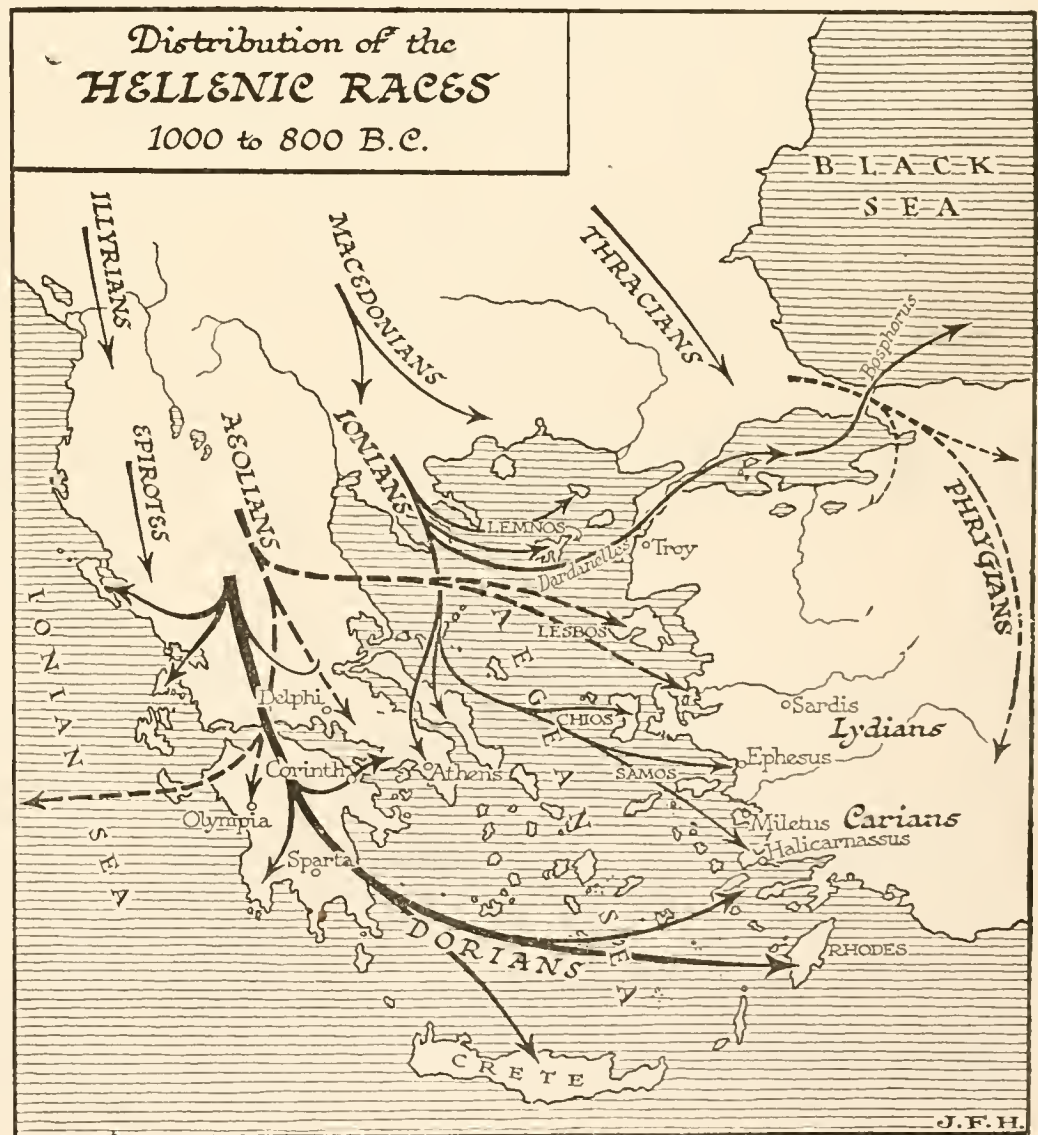 Distribution of the
HELLENIC RACES
1000 to 800 B.C.
BLACK
SEA
ILLYRIANS
MACEDONIANS
THRACIANS
Bosphorus
EPIROTES
AEOLIANS
IONIANS
LEMNOS
Dardanelles
Troy
PHRYGIANS
IONIAN SEA
AEGEAN SEA
LESBOS
Delphi
CHIOS
Sardis
Lydians
Corinth
Athens
SAMOS
Ephesus
Olympia
Miletus
Carians
Halicarnassus
Sparta
DORIANS
RHODES
CRETE
J.F.H.